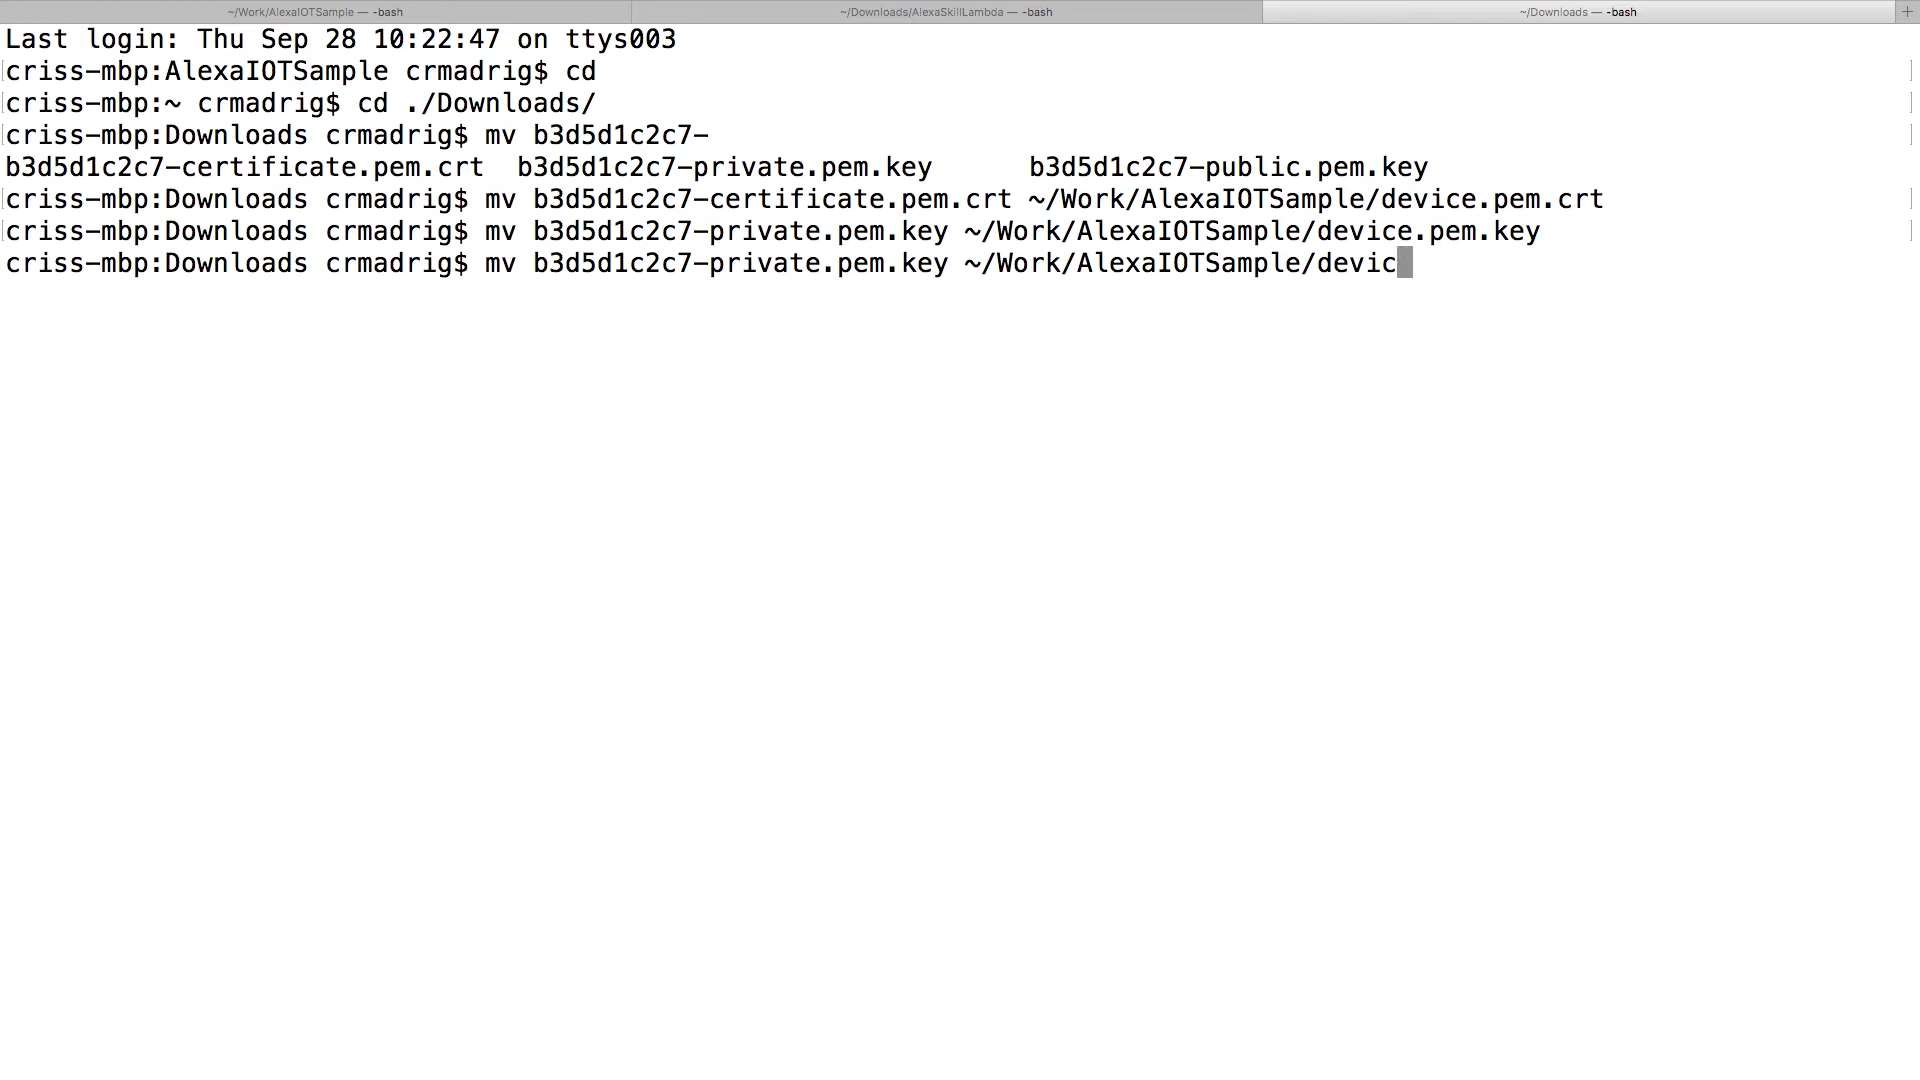 ~/Work/AlexaIOTSample — -bash
~/Downloads/AlexaSkillLambda — -bash
~/Downloads — -bash
+
Last login: Thu Sep 28 10:22:47 on ttys003
[criss-mbp:AlexaIOTSample crmadrig$ cd ]
[criss-mbp:~ crmadrig$ cd ./Downloads/ ]
[criss-mbp:Downloads crmadrig$ mv b3d5d1c2c7- ]
b3d5d1c2c7-certificate.pem.crt b3d5d1c2c7-private.pem.key b3d5d1c2c7-public.pem.key
[criss-mbp:Downloads crmadrig$ mv b3d5d1c2c7-certificate.pem.crt ~/Work/AlexaIOTSample/device.pem.crt ]
[criss-mbp:Downloads crmadrig$ mv b3d5d1c2c7-private.pem.key ~/Work/AlexaIOTSample/device.pem.key ]
criss-mbp:Downloads crmadrig$ mv b3d5d1c2c7-private.pem.key ~/Work/AlexaIOTSample/devic